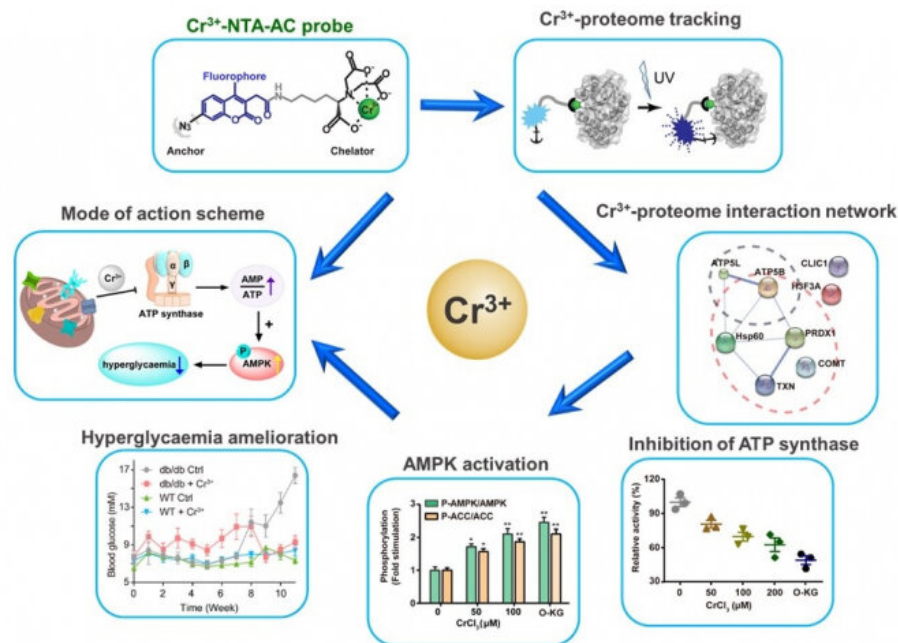 Cr³⁺-NTA-AC probe
Fluorophore
N₃
Anchor
H
N
O
O
O
O
O⁻
O
O⁻
N
O
O⁻
Cr
Chelator
Cr³⁺-proteome tracking
UV
Mode of action scheme
Cr³⁺
α
β
γ
ATP synthase
AMP
ATP
+
P
AMPK
hyperglycaemia
Cr³⁺
Cr³⁺-proteome interaction network
ATP5L
ATP5B
CLIC1
H3F3A
Hsp60
PRDX1
COMT
TXN
Hyperglycaemia amelioration
17
13
9
5
Blood glucose (mM)
db/db Ctrl
db/db + Cr³⁺
WT Ctrl
WT + Cr³⁺
0 2 4 6 8 10
Time (Week)
AMPK activation
Phosphorylation
(Fold stimulation)
3
2
1
0
P-AMPK/AMPK
P-ACC/ACC
* *
** **
** **
0 50 100 O-KG
CrCl₃(μM)
Inhibition of ATP synthase
Relative activity (%)
120
90
60
30
0 50 100 200 O-KG
CrCl₃ (μM)